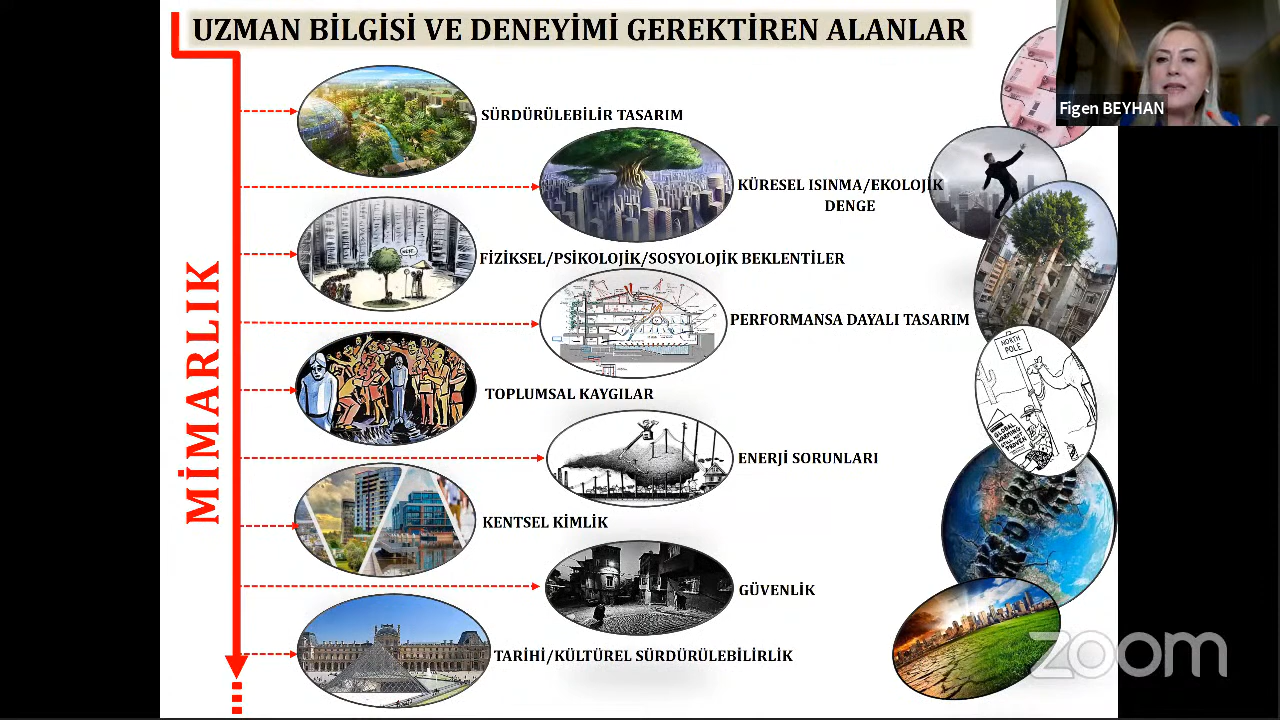 UZMAN BİLGİSİ VE DENEYİMİ GEREKTİREN ALANLAR
Figen BEYHAN
MİMARLIK
SÜRDÜRÜLEBİLİR TASARIM
KÜRESEL ISINMA/EKOLOJİK
DENGE
FİZİKSEL/PSİKOLOJİK/SOSYOLOJİK BEKLENTİLER
PERFORMANSA DAYALI TASARIM
NORTH
POLE
TOPLUMSAL KAYGILAR
GLOBAL
WARMING
ENERJİ SORUNLARI
KENTSEL KİMLİK
GÜVENLİK
TARİHİ/KÜLTÜREL SÜRDÜRÜLEBİLİRLİK
zoom